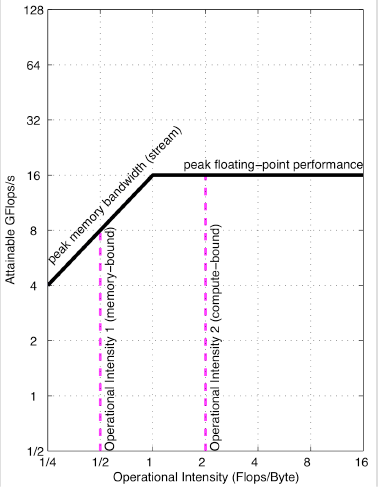 128
64
32
16
8
4
2
1
1/2
Attainable GFlops/s
peak memory bandwidth (stream)
peak floating−point performance
Operational Intensity 1 (memory−bound)
Operational Intensity 2 (compute−bound)
1/4 1/2 1 2 4 8 16
Operational Intensity (Flops/Byte)